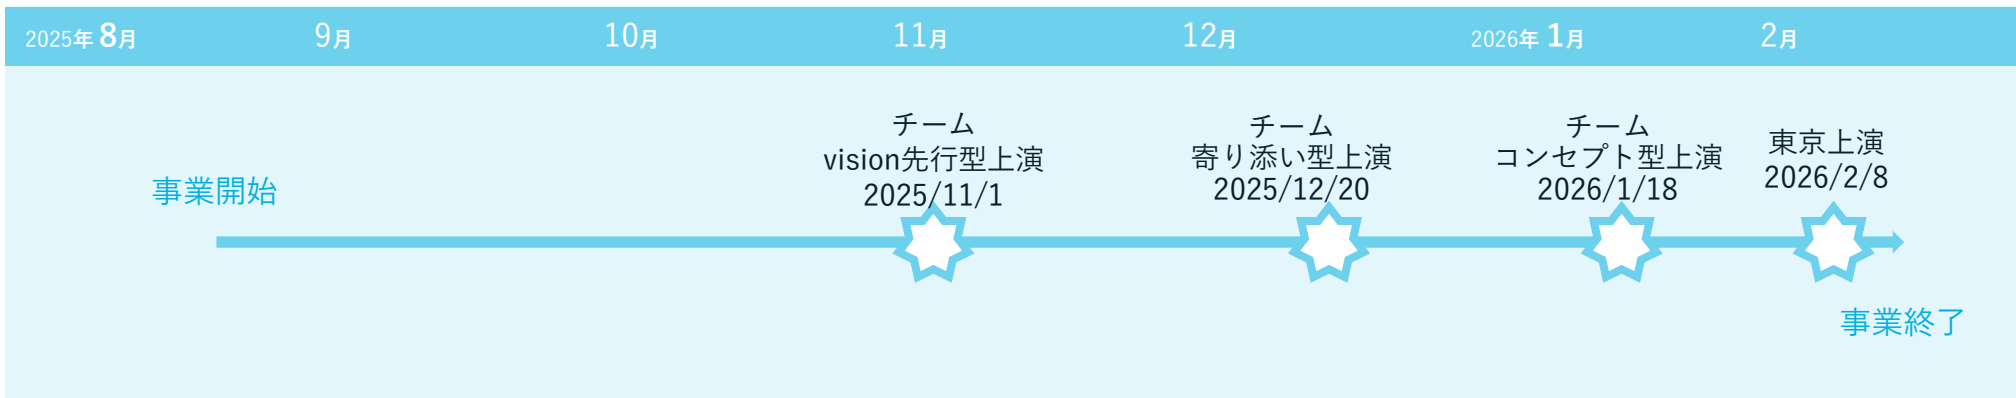 2025年 8月 9月 10月 11月 12月 2026年 1月 2月
チーム
vision先行型上演
2025/11/1
チーム
寄り添い型上演
2025/12/20
チーム
コンセプト型上演
2026/1/18
東京上演
2026/2/8
事業開始
事業終了